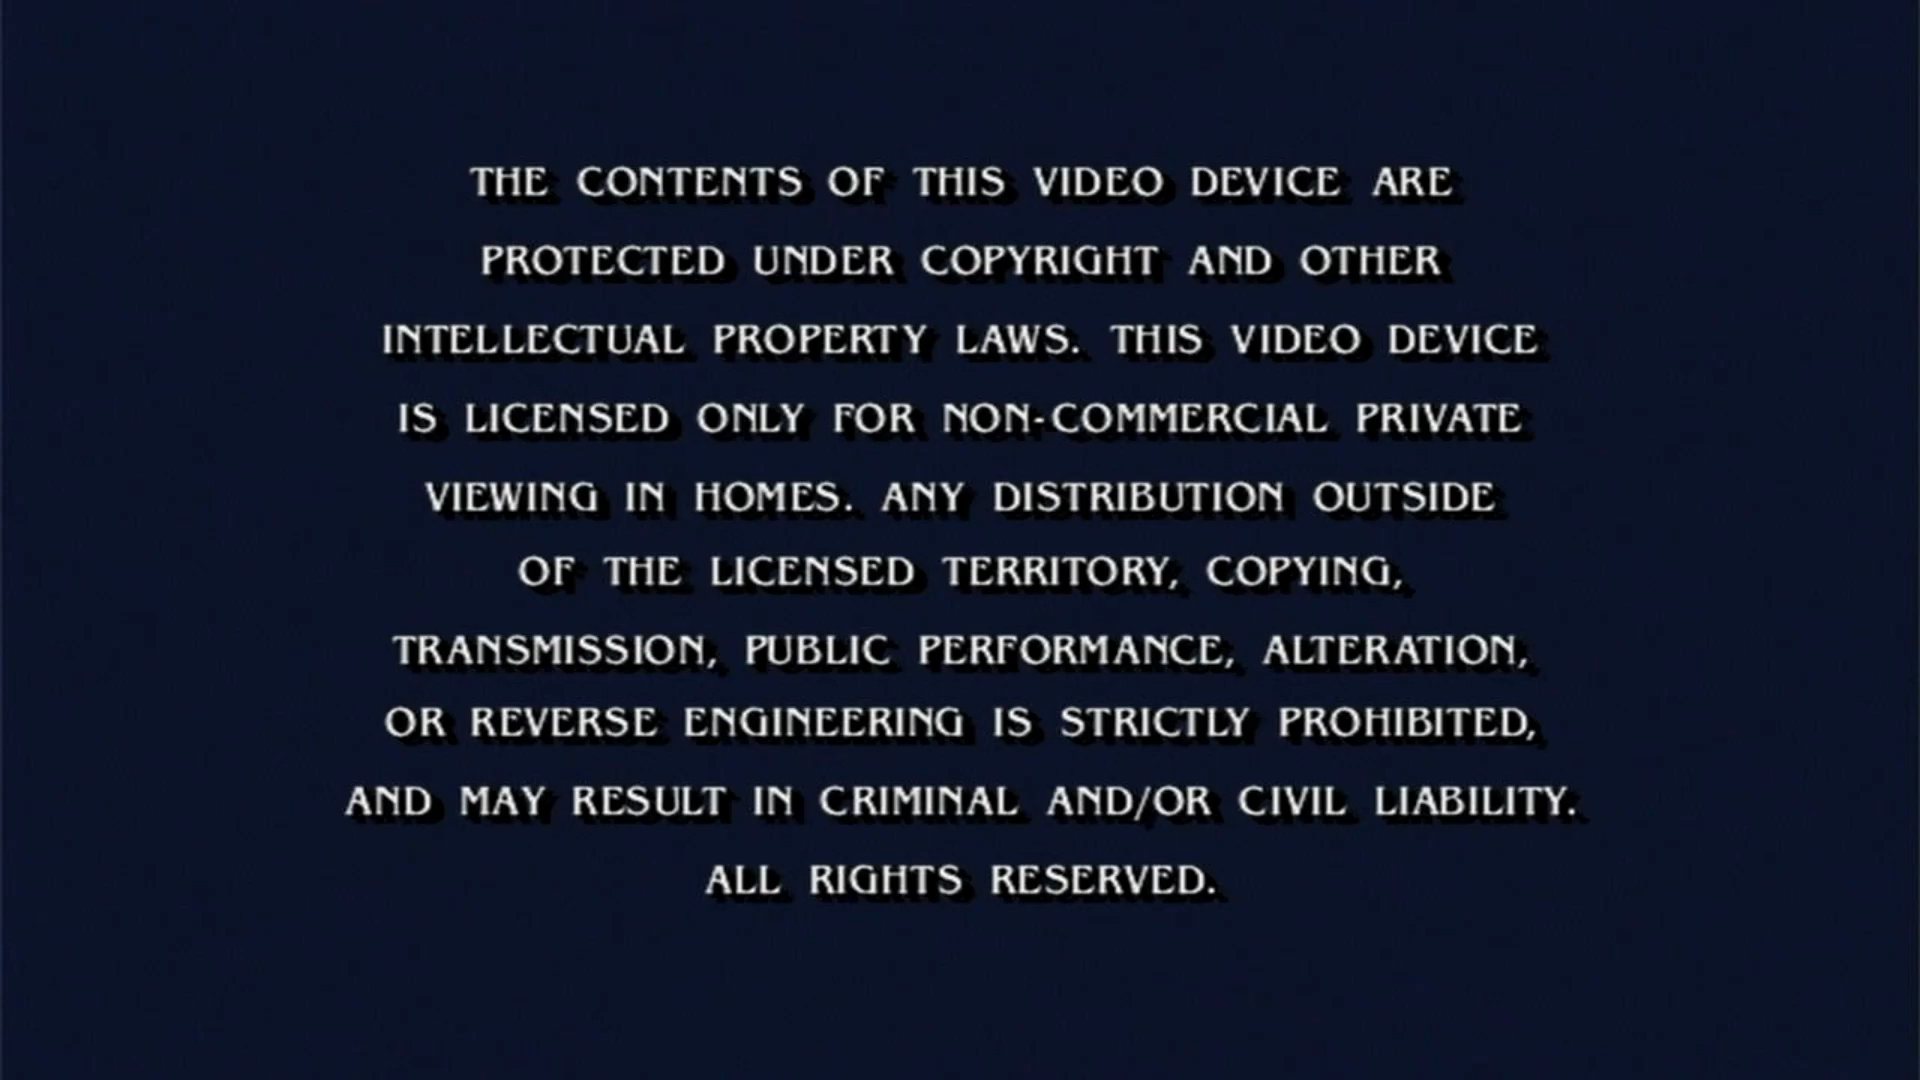 THE CONTENTS OF THIS VIDEO DEVICE ARE
PROTECTED UNDER COPYRIGHT AND OTHER
INTELLECTUAL PROPERTY LAWS. THIS VIDEO DEVICE
IS LICENSED ONLY FOR NON-COMMERCIAL PRIVATE
VIEWING IN HOMES. ANY DISTRIBUTION OUTSIDE
OF THE LICENSED TERRITORY, COPYING,
TRANSMISSION, PUBLIC PERFORMANCE, ALTERATION,
OR REVERSE ENGINEERING IS STRICTLY PROHIBITED,
AND MAY RESULT IN CRIMINAL AND/OR CIVIL LIABILITY.
ALL RIGHTS RESERVED.